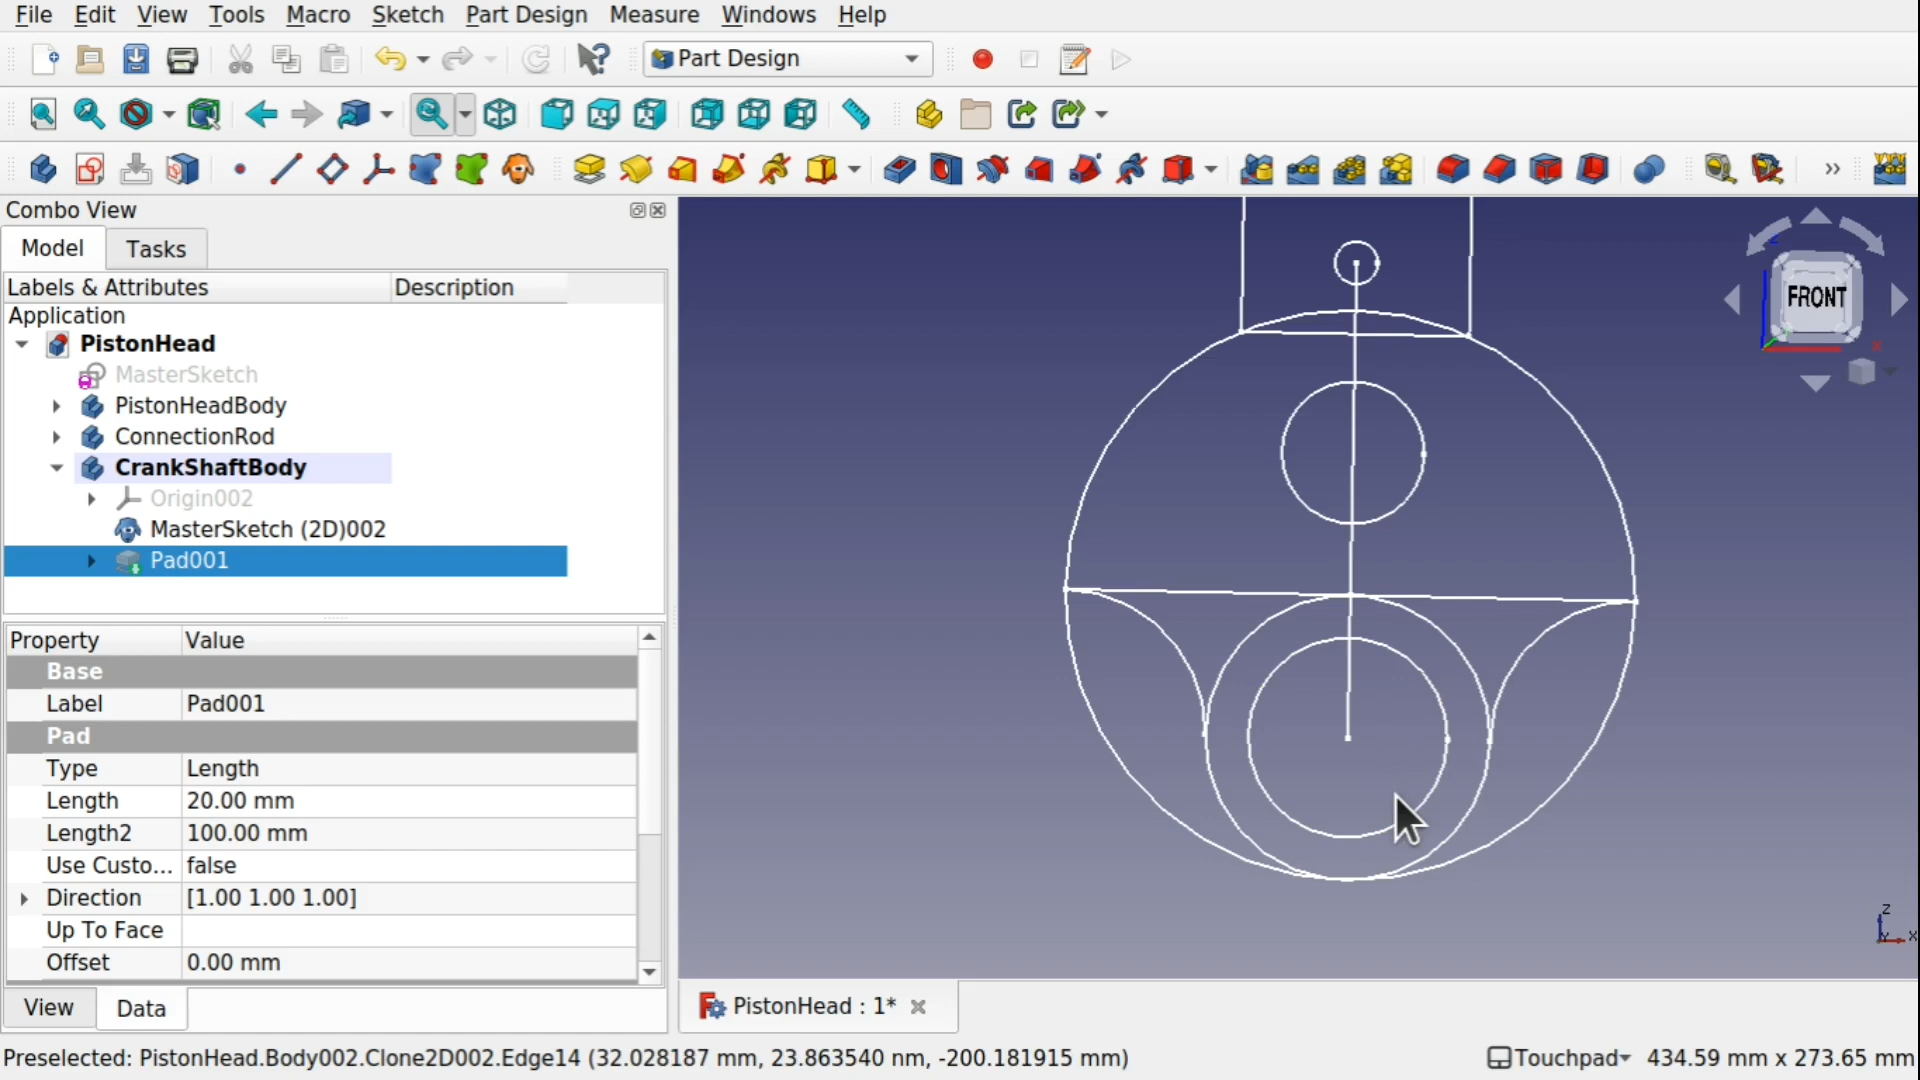 File Edit View Tools Macro Sketch Part Design Measure Windows Help
Part Design
Combo View
Model Tasks
Labels & Attributes Description
Application
PistonHead
MasterSketch
PistonHeadBody
ConnectionRod
CrankShaftBody
Origin002
MasterSketch (2D)002
Pad001
Property Value
Base
Label Pad001
Pad
Type Length
Length 20.00 mm
Length2 100.00 mm
Use Custo... false
Direction [1.00 1.00 1.00]
Up To Face
Offset 0.00 mm
View Data
FRONT
Z
X
PistonHead : 1*
Preselected: PistonHead.Body002.Clone2D002.Edge14 (32.028187 mm, 23.863540 nm, -200.181915 mm)
Touchpad 434.59 mm x 273.65 mm